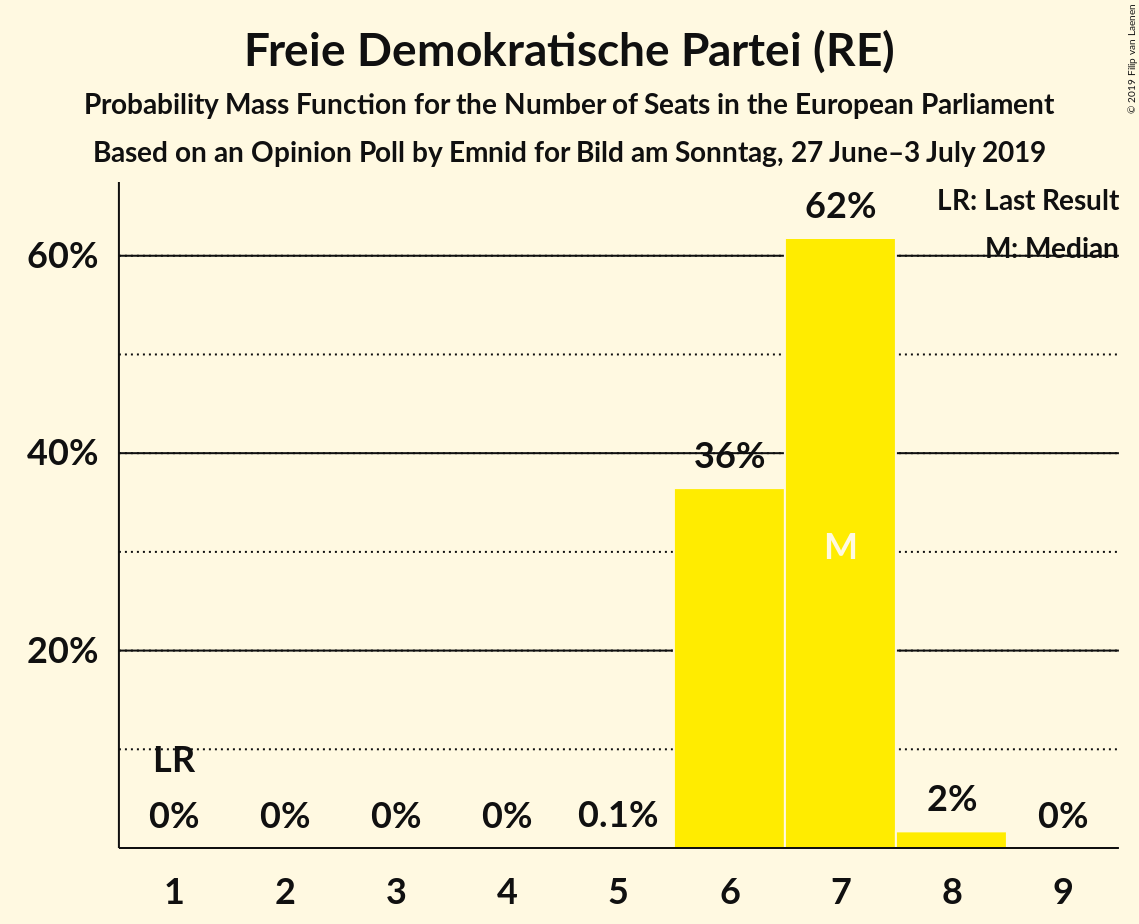 Freie Demokratische Partei (RE)
Probability Mass Function for the Number of Seats in the European Parliament
Based on an Opinion Poll by Emnid for Bild am Sonntag, 27 June–3 July 2019
© 2019 Filip van Laenen
LR: Last Result
M: Median
62%
60%
40%
36%
M
20%
LR
0% 0% 0% 0% 0.1% 2% 0%
1 2 3 4 5 6 7 8 9